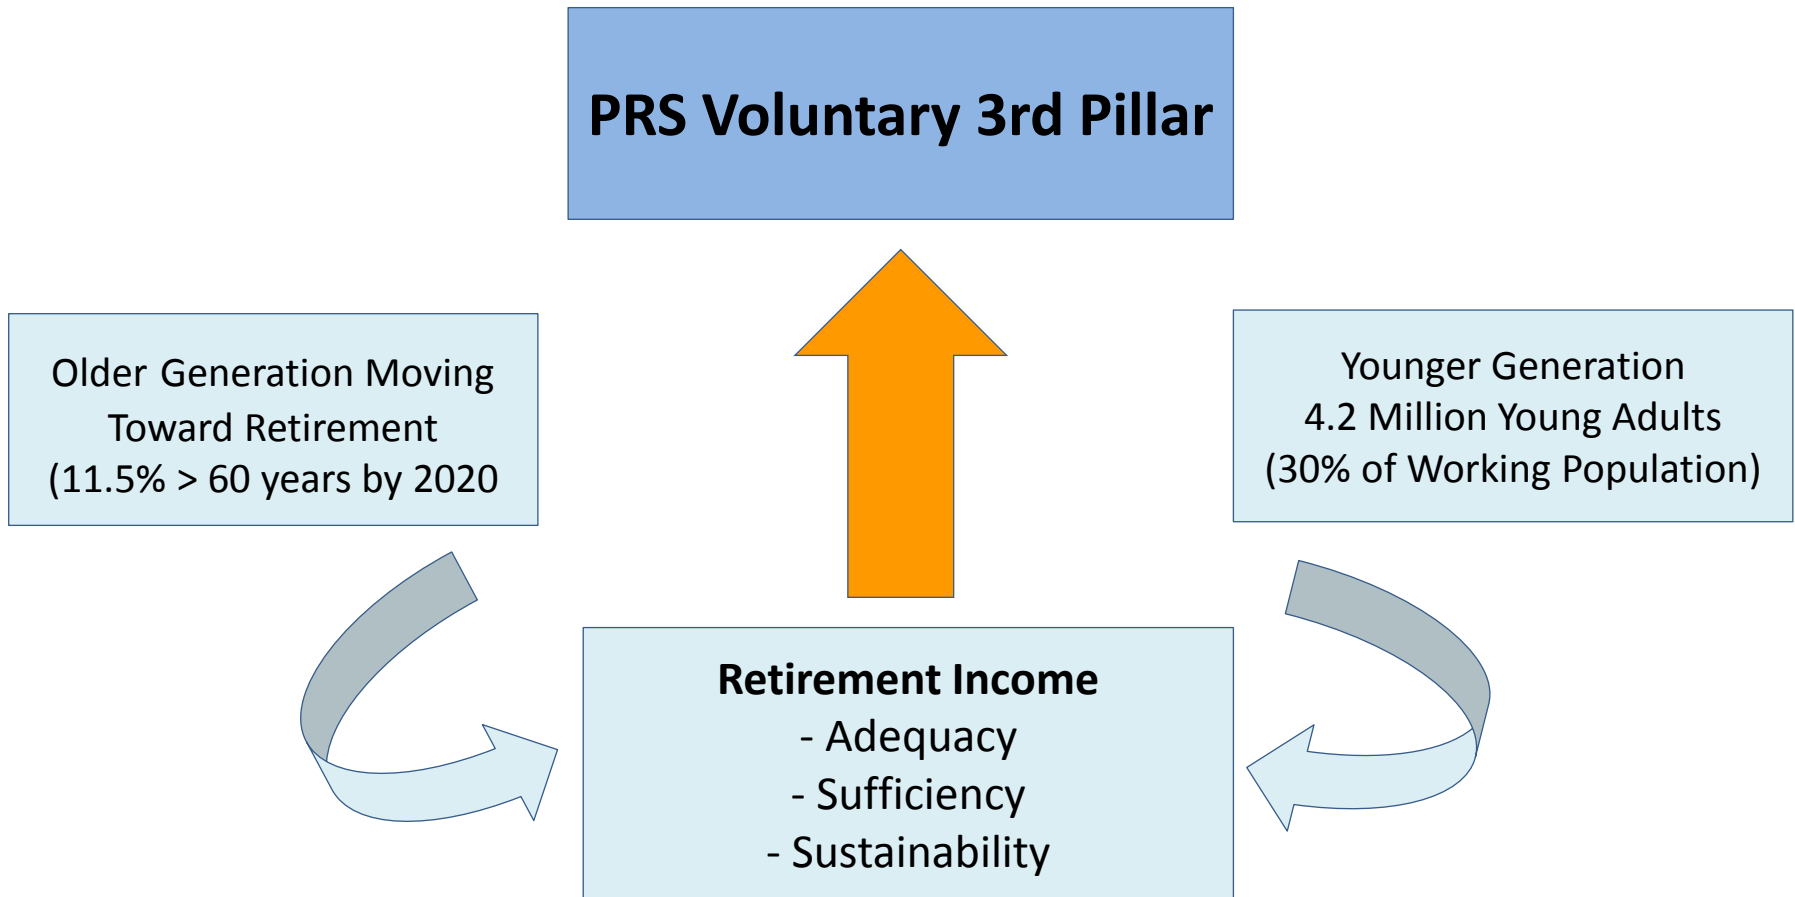 PRS Voluntary 3rd Pillar
Older Generation Moving
Toward Retirement
(11.5% > 60 years by 2020
Younger Generation
4.2 Million Young Adults
(30% of Working Population)
Retirement Income
- Adequacy
- Sufficiency
- Sustainability